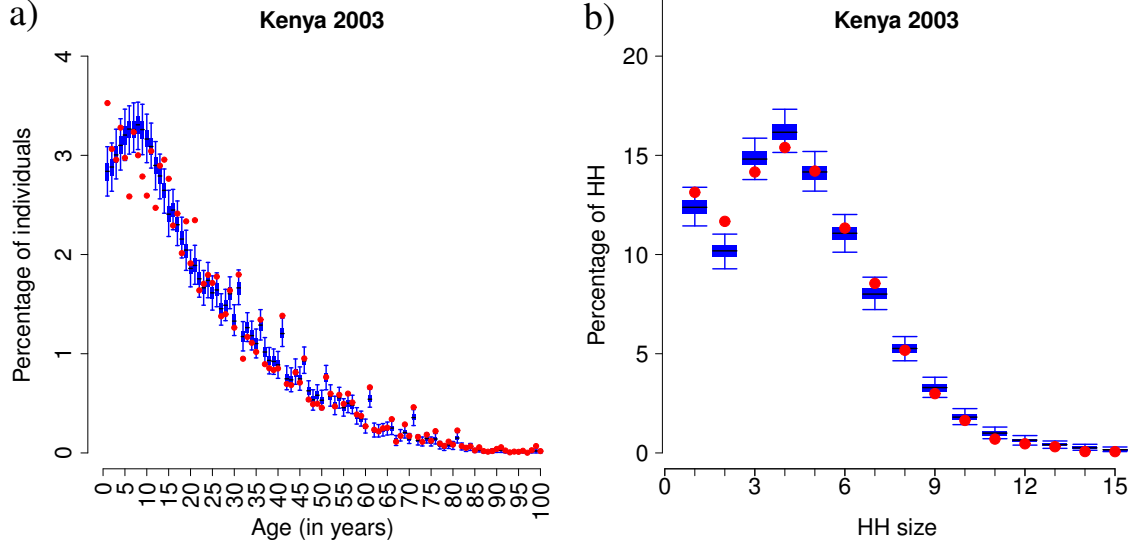 a)
Kenya 2003
Percentage of individuals
4
3
2
1
0
0 5 10 15 20 25 30 35 40 45 50 55 60 65 70 75 80 85 90 95 100
Age (in years)
b)
Kenya 2003
Percentage of HH
20
15
10
5
0
0 3 6 9 12 15
HH size